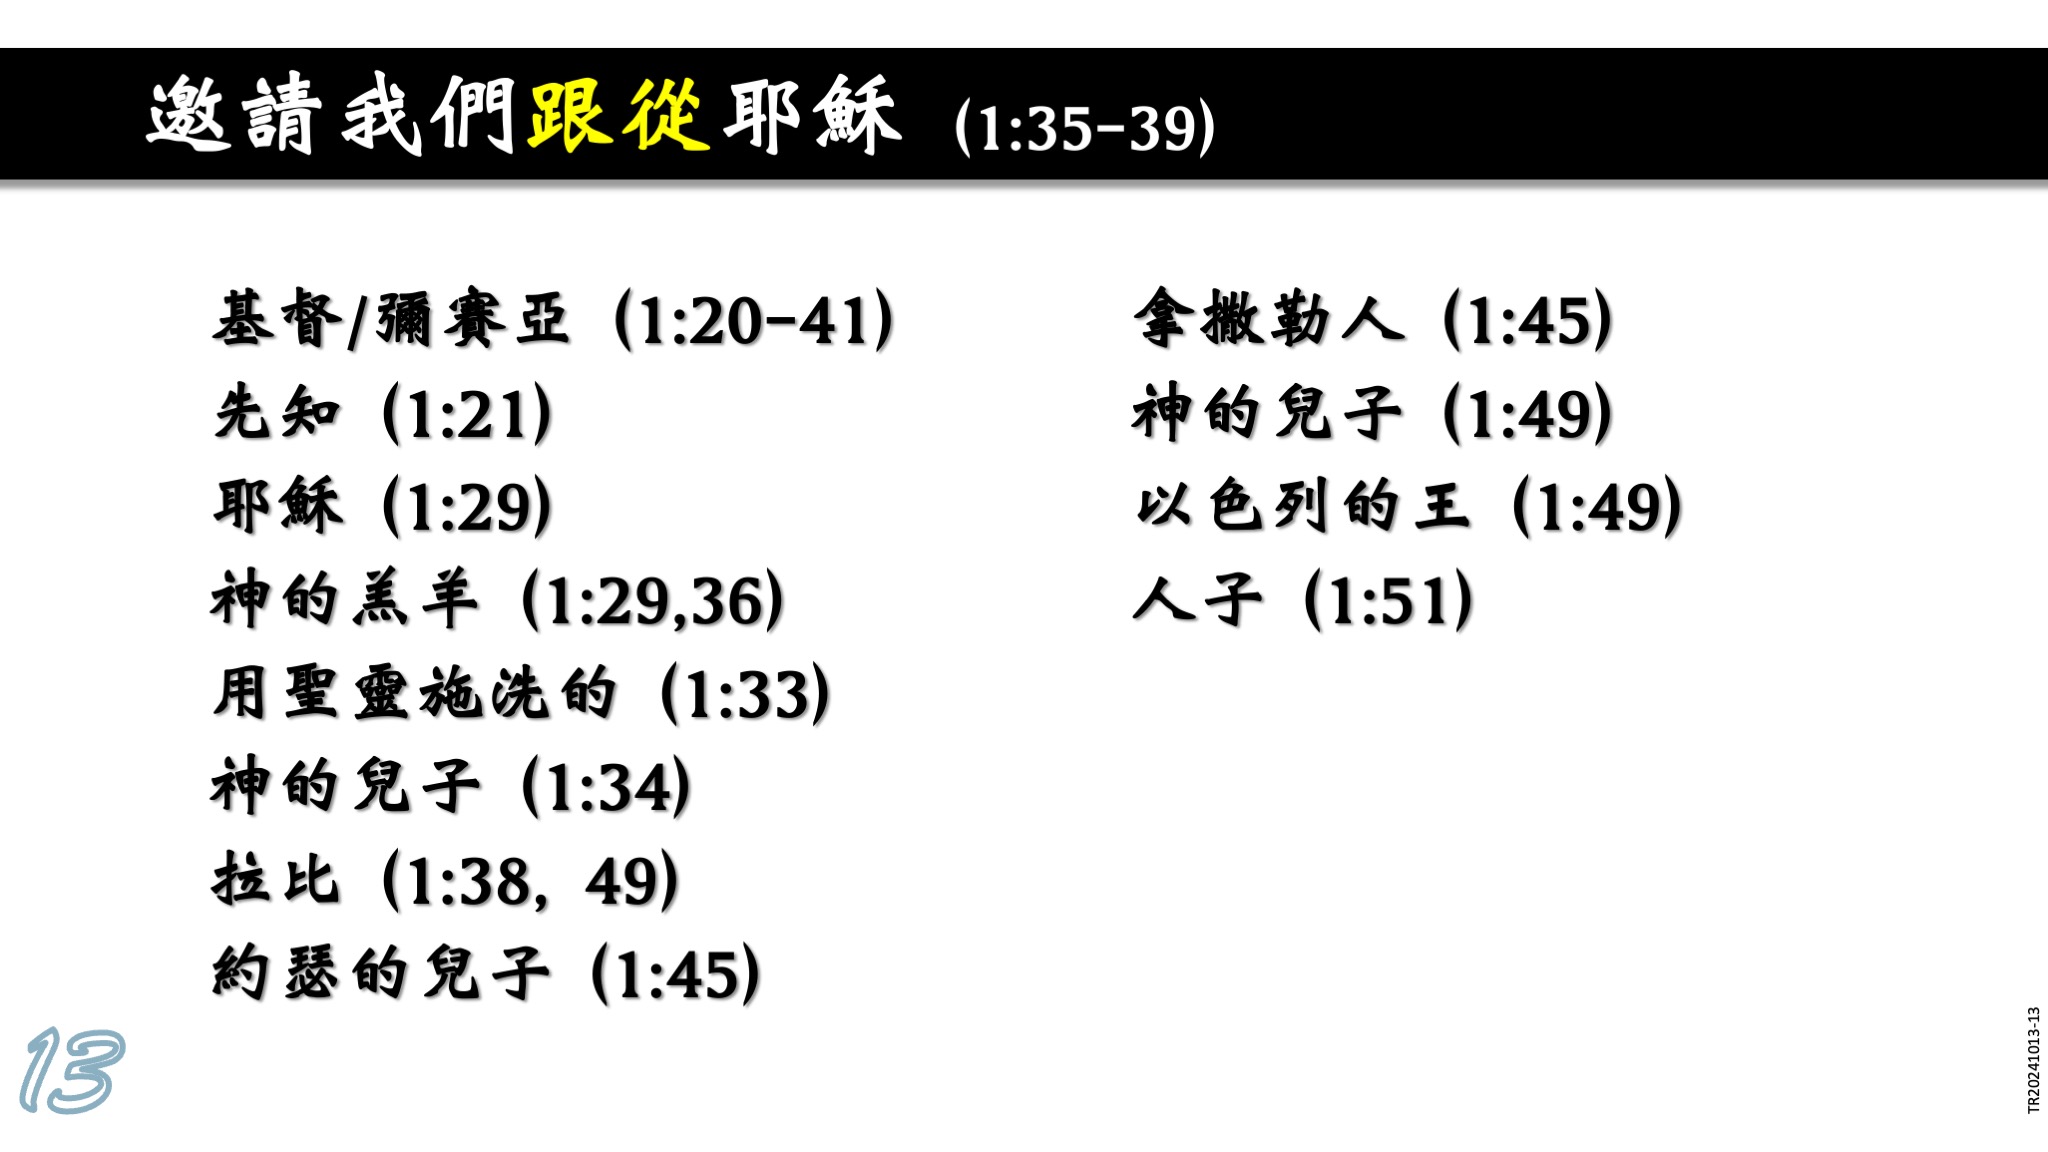 邀請我們跟從耶穌 (1:35-39)
基督/彌賽亞 (1:20-41)
先知 (1:21)
耶穌 (1:29)
神的羔羊 (1:29,36)
用聖靈施洗的 (1:33)
神的兒子 (1:34)
拉比 (1:38, 49)
約瑟的兒子 (1:45)
拿撒勒人 (1:45)
神的兒子 (1:49)
以色列的王 (1:49)
人子 (1:51)
13
TR20241013-13